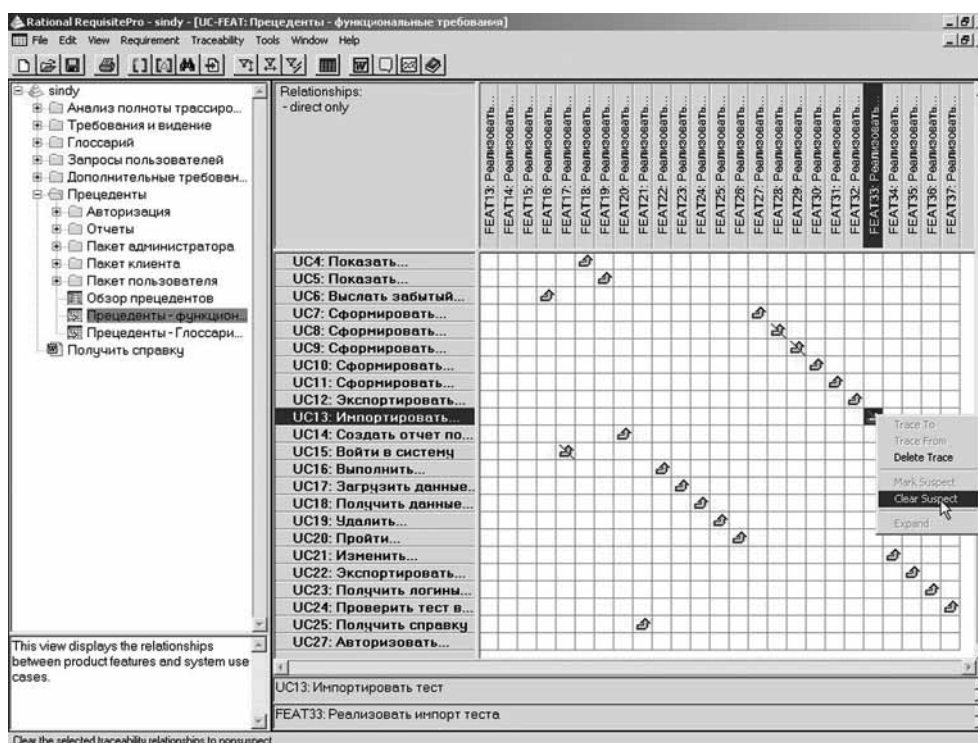 Rational RequisitePro - sindy - [UC-FEAT: Прецеденты - функциональные требования]
File Edit View Requirement Traceability Tools Window Help
sindy
Анализ полноты трассиро...
Требования и видение
Глоссарий
Запросы пользователей
Дополнительные требован...
Прецеденты
Авторизация
Отчеты
Пакет администратора
Пакет клиента
Пакет пользователя
Обзор прецедентов
Прецеденты - функцион...
Прецеденты - Глоссари...
Получить справку
This view displays the relationships
between product features and system use
cases.
Relationships:
- direct only
FEAT13: Реализовать...
FEAT14: Реализовать...
FEAT15: Реализовать...
FEAT16: Реализовать...
FEAT17: Реализовать...
FEAT18: Реализовать...
FEAT19: Реализовать...
FEAT20: Реализовать...
FEAT21: Реализовать...
FEAT22: Реализовать...
FEAT23: Реализовать...
FEAT24: Реализовать...
FEAT25: Реализовать...
FEAT26: Реализовать...
FEAT27: Реализовать...
FEAT28: Реализовать...
FEAT29: Реализовать...
FEAT30: Реализовать...
FEAT31: Реализовать...
FEAT32: Реализовать...
FEAT33: Реализовать...
FEAT34: Реализовать...
FEAT35: Реализовать...
FEAT36: Реализовать...
FEAT37: Реализовать...
UC4: Показать...
UC5: Показать...
UC6: Выслать забытый...
UC7: Сформировать...
UC8: Сформировать...
UC9: Сформировать...
UC10: Сформировать...
UC11: Сформировать...
UC12: Экспортировать...
UC13: Импортировать...
UC14: Создать отчет по...
UC15: Войти в систему
UC16: Выполнить...
UC17: Загрузить данные...
UC18: Получить данные...
UC19: Удалить...
UC20: Пройти...
UC21: Изменить...
UC22: Экспортировать...
UC23: Получить логины...
UC24: Проверить тест в...
UC25: Получить справку
UC27: Авторизовать...
Trace To
Trace From
Delete Trace
Mark Suspect
Clear Suspect
Expand
UC13: Импортировать тест
FEAT33: Реализовать импорт теста
Clear the selected traceability relationships to nonsuspect